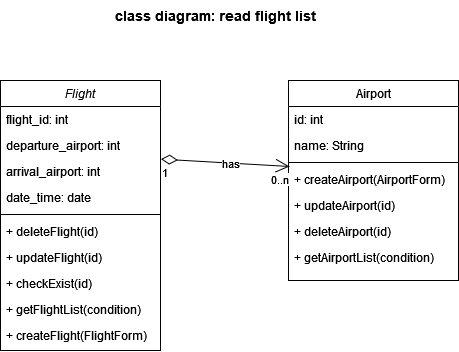 class diagram: read flight list
Flight
flight_id: int
departure_airport: int
arrival_airport: int
date_time: date
+ deleteFlight(id)
+ updateFlight(id)
+ checkExist(id)
+ getFlightList(condition)
+ createFlight(FlightForm)
1
has
0..n
Airport
id: int
name: String
+ createAirport(AirportForm)
+ updateAirport(id)
+ deleteAirport(id)
+ getAirportList(condition)